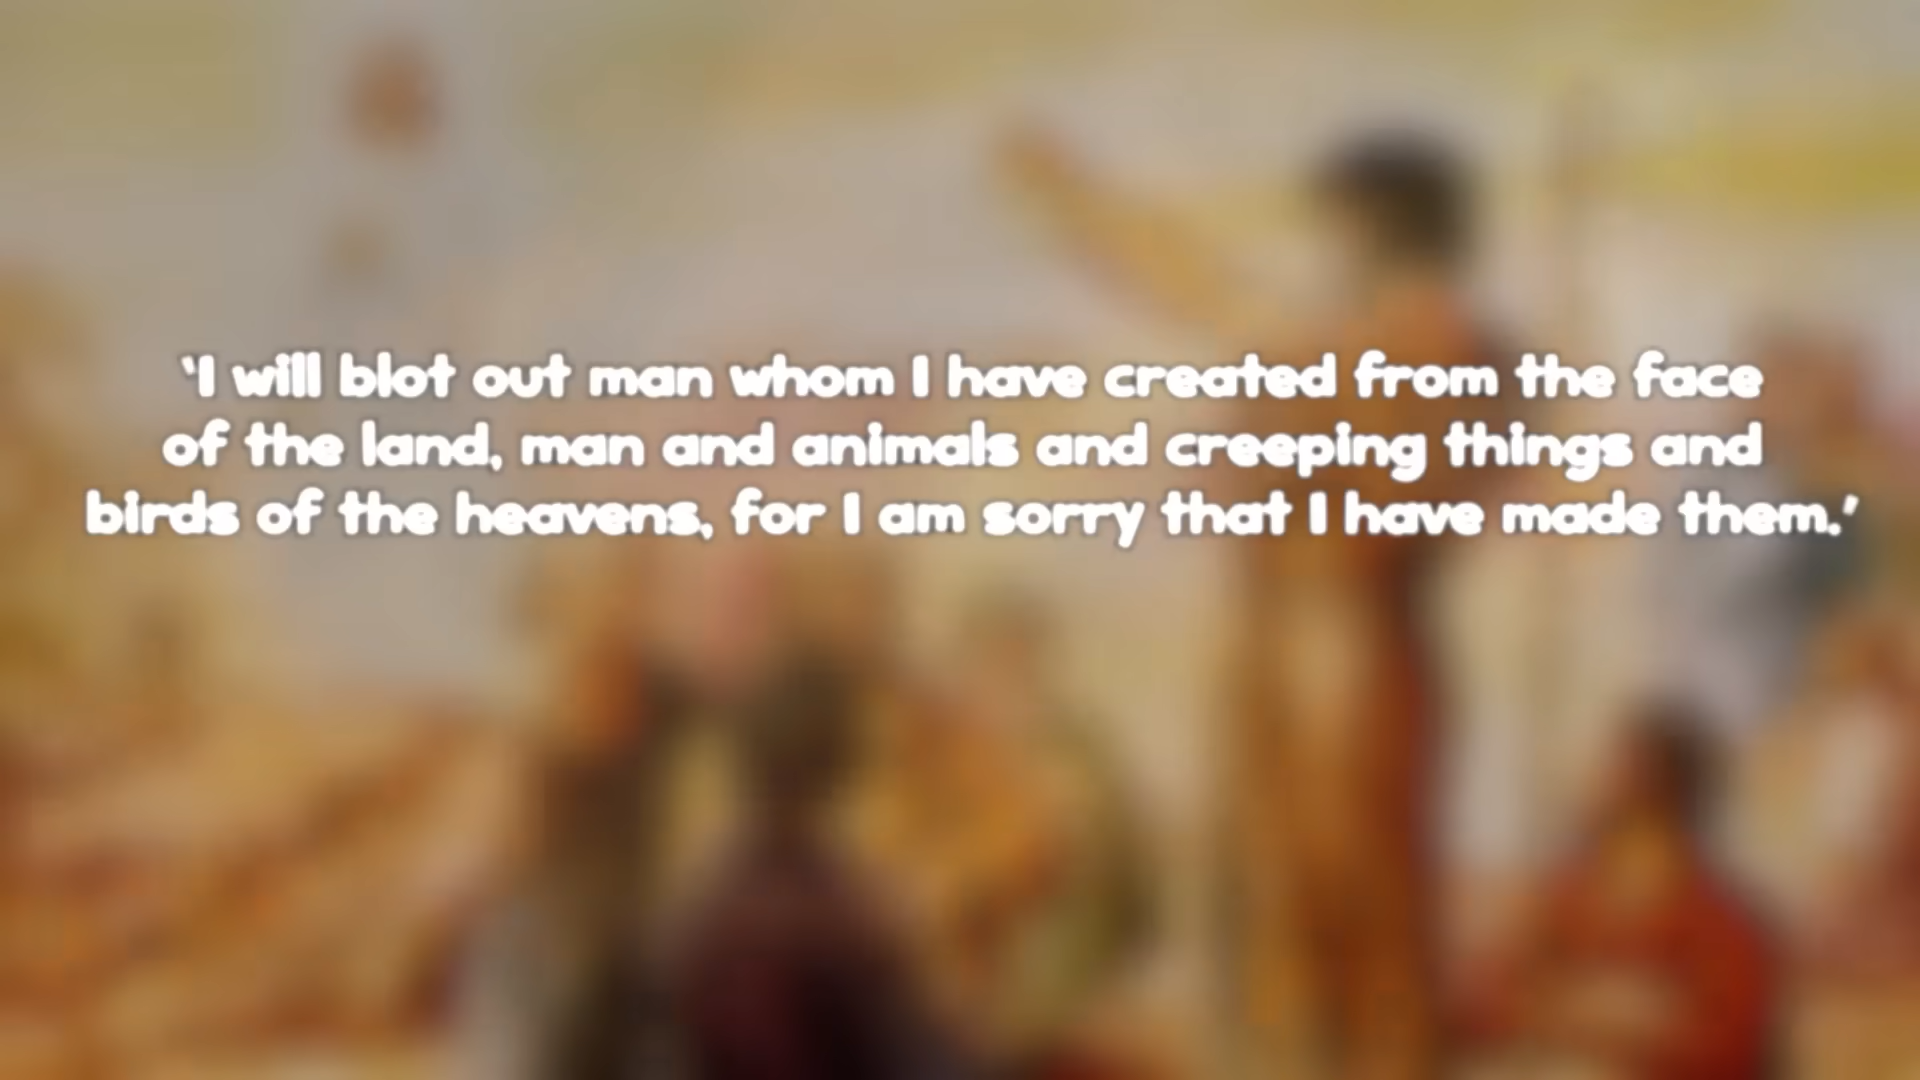 ‘I will blot out man whom I have created from the face
of the land, man and animals and creeping things and
birds of the heavens, for I am sorry that I have made them.’